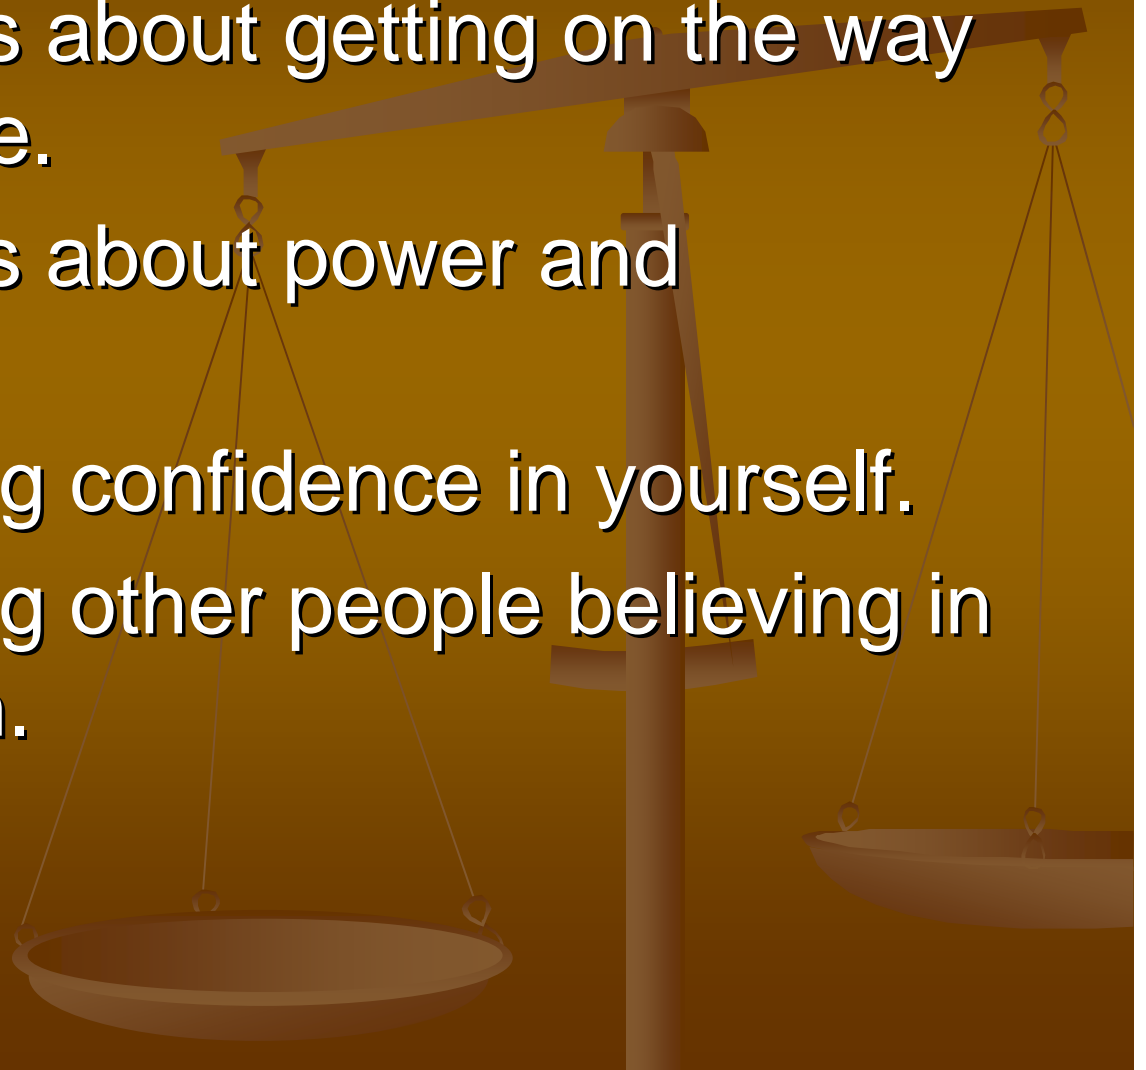 s about getting on the way
e.
s about power and
g confidence in yourself.
g other people believing in
.